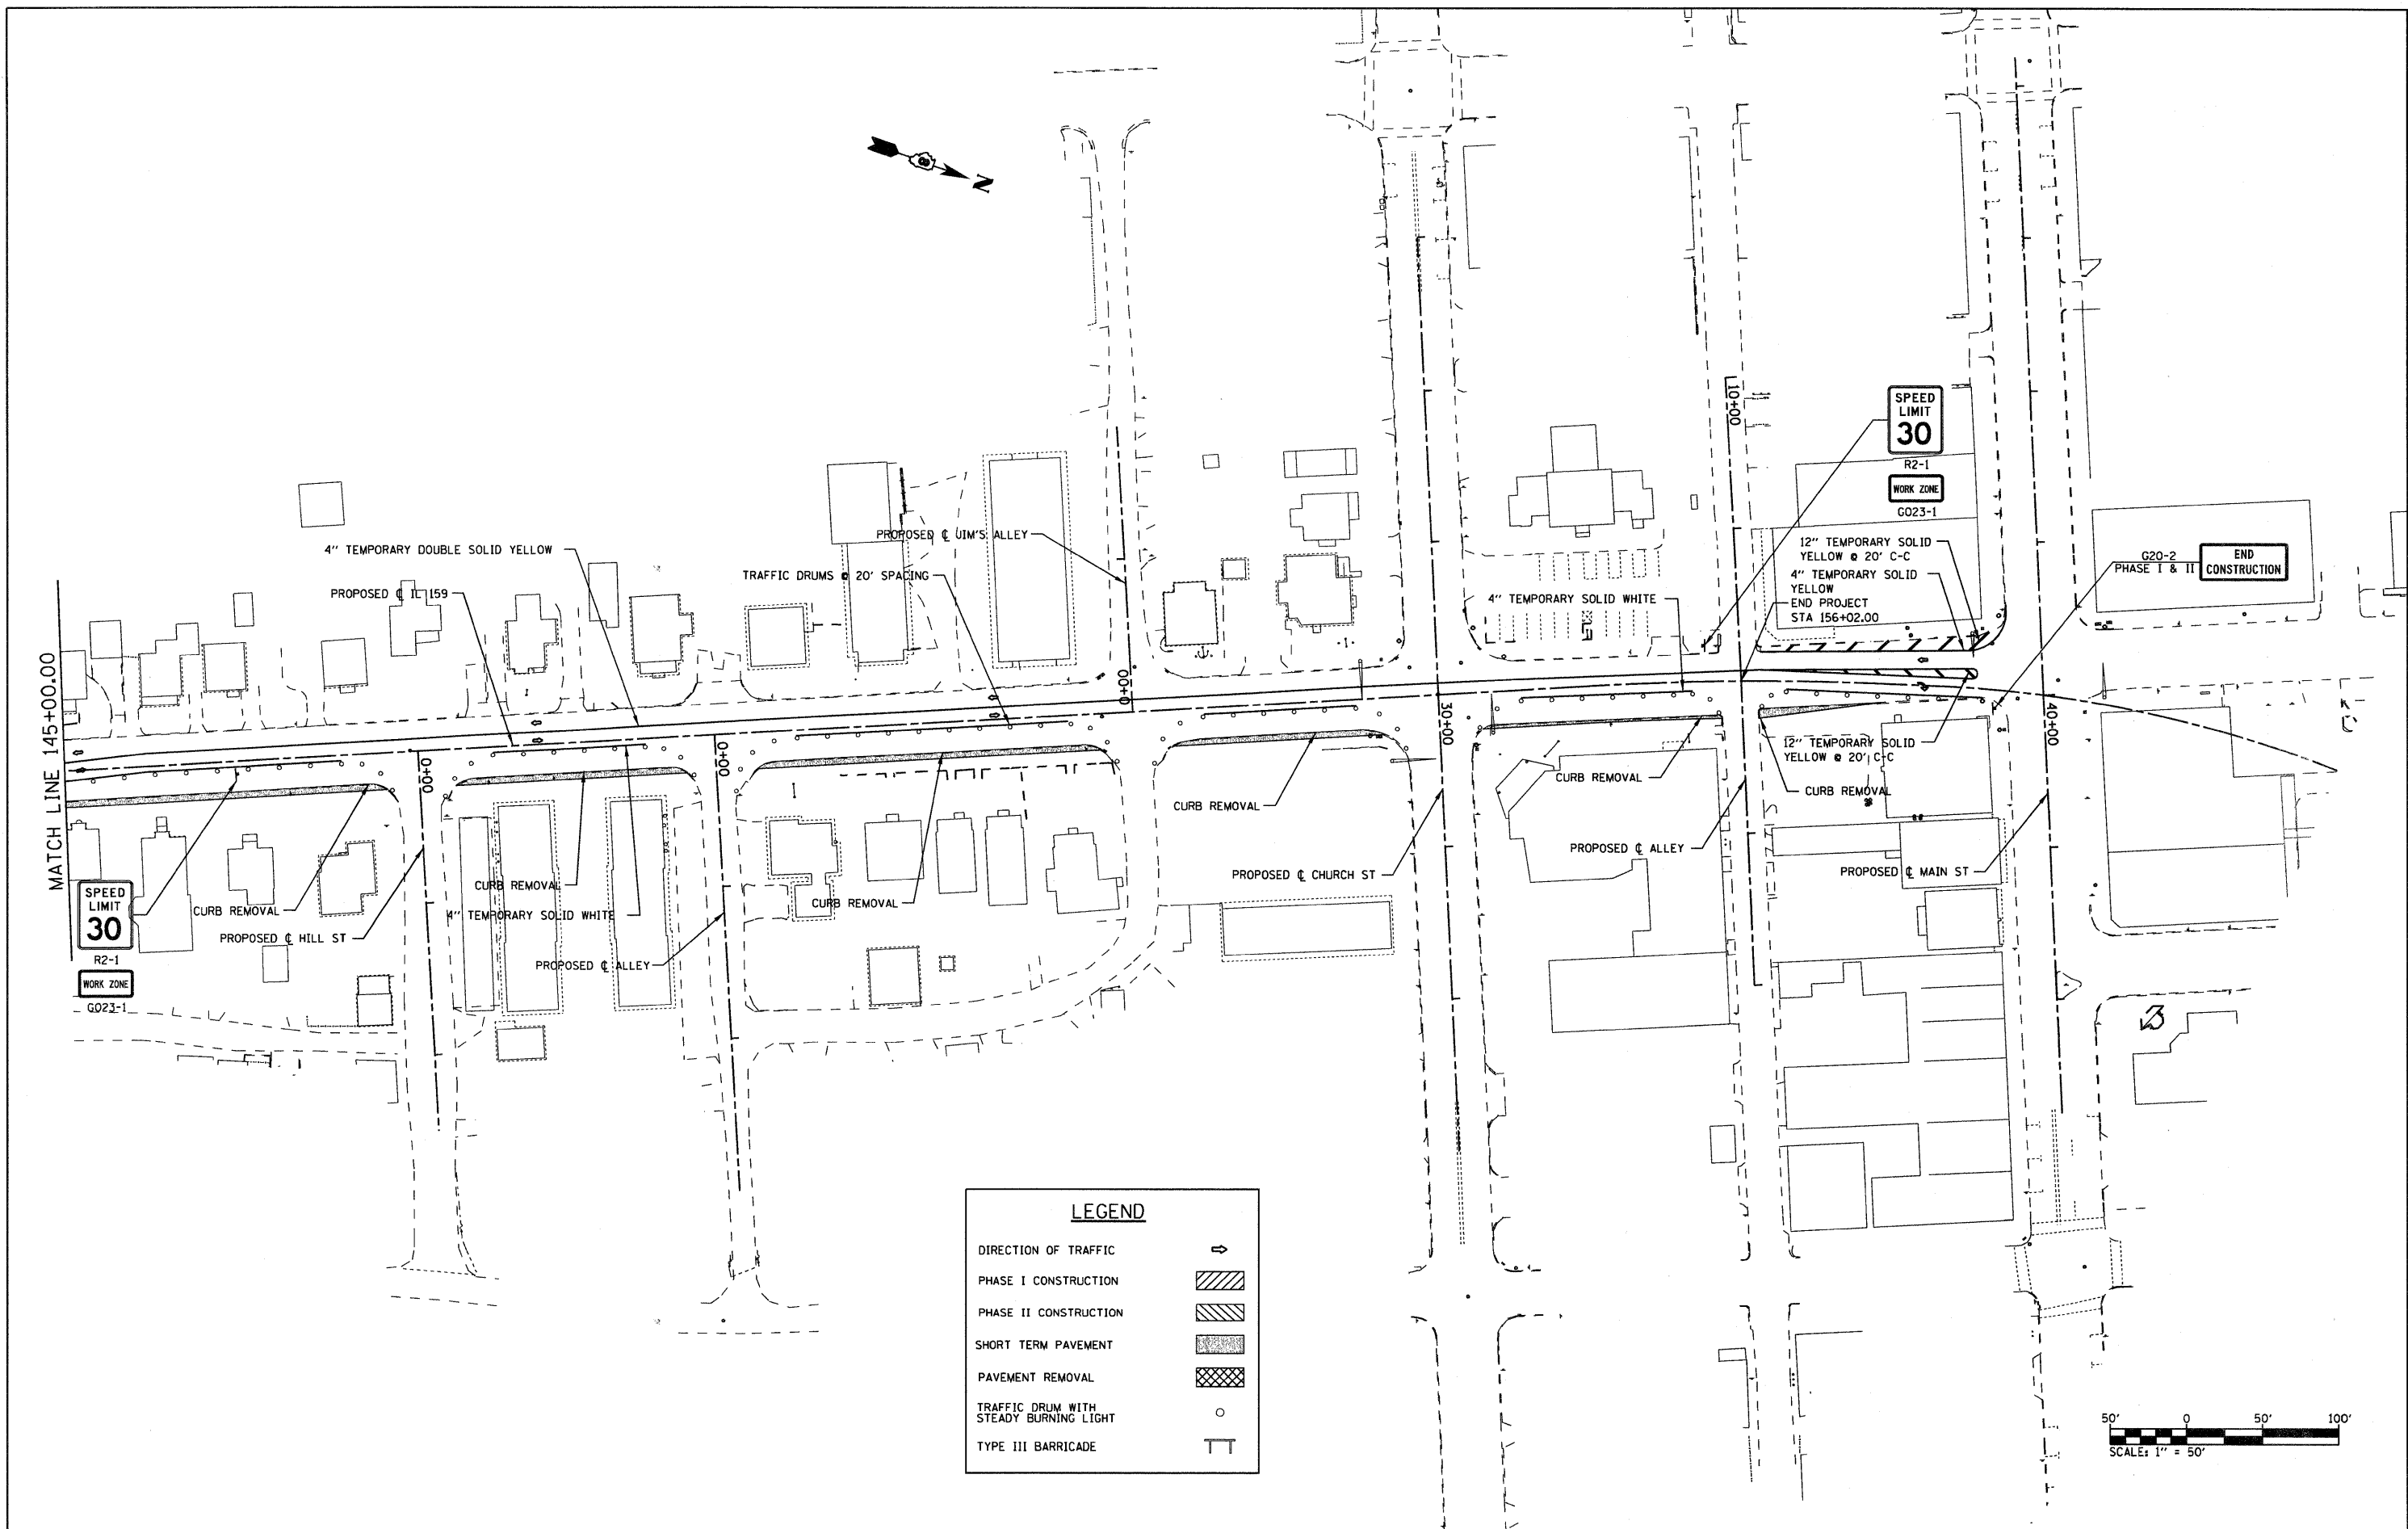 N
SPEED
LIMIT
30
R2-1
WORK ZONE
G023-1
10+00
PROPOSED ℄ JIM'S ALLEY
4" TEMPORARY DOUBLE SOLID YELLOW
TRAFFIC DRUMS @ 20' SPACING
PROPOSED ℄ IL 159
4" TEMPORARY SOLID WHITE
12" TEMPORARY SOLID
YELLOW @ 20' C-C
4" TEMPORARY SOLID
YELLOW
END PROJECT
STA 156+02.00
G20-2
PHASE I & II
END
CONSTRUCTION
MATCH LINE 145+00.00
0+00
0+00
0+00
30+00
40+00
12" TEMPORARY SOLID
YELLOW @ 20' C-C
CURB REMOVAL
CURB REMOVAL
CURB REMOVAL
PROPOSED ℄ ALLEY
PROPOSED ℄ CHURCH ST
PROPOSED ℄ MAIN ST
SPEED
LIMIT
30
R2-1
WORK ZONE
G023-1
CURB REMOVAL
PROPOSED ℄ HILL ST
CURB REMOVAL
4" TEMPORARY SOLID WHITE
PROPOSED ℄ ALLEY
CURB REMOVAL
LEGEND
DIRECTION OF TRAFFIC
PHASE I CONSTRUCTION
PHASE II CONSTRUCTION
SHORT TERM PAVEMENT
PAVEMENT REMOVAL
TRAFFIC DRUM WITH
STEADY BURNING LIGHT
TYPE III BARRICADE
50' 0 50' 100'
SCALE: 1" = 50'